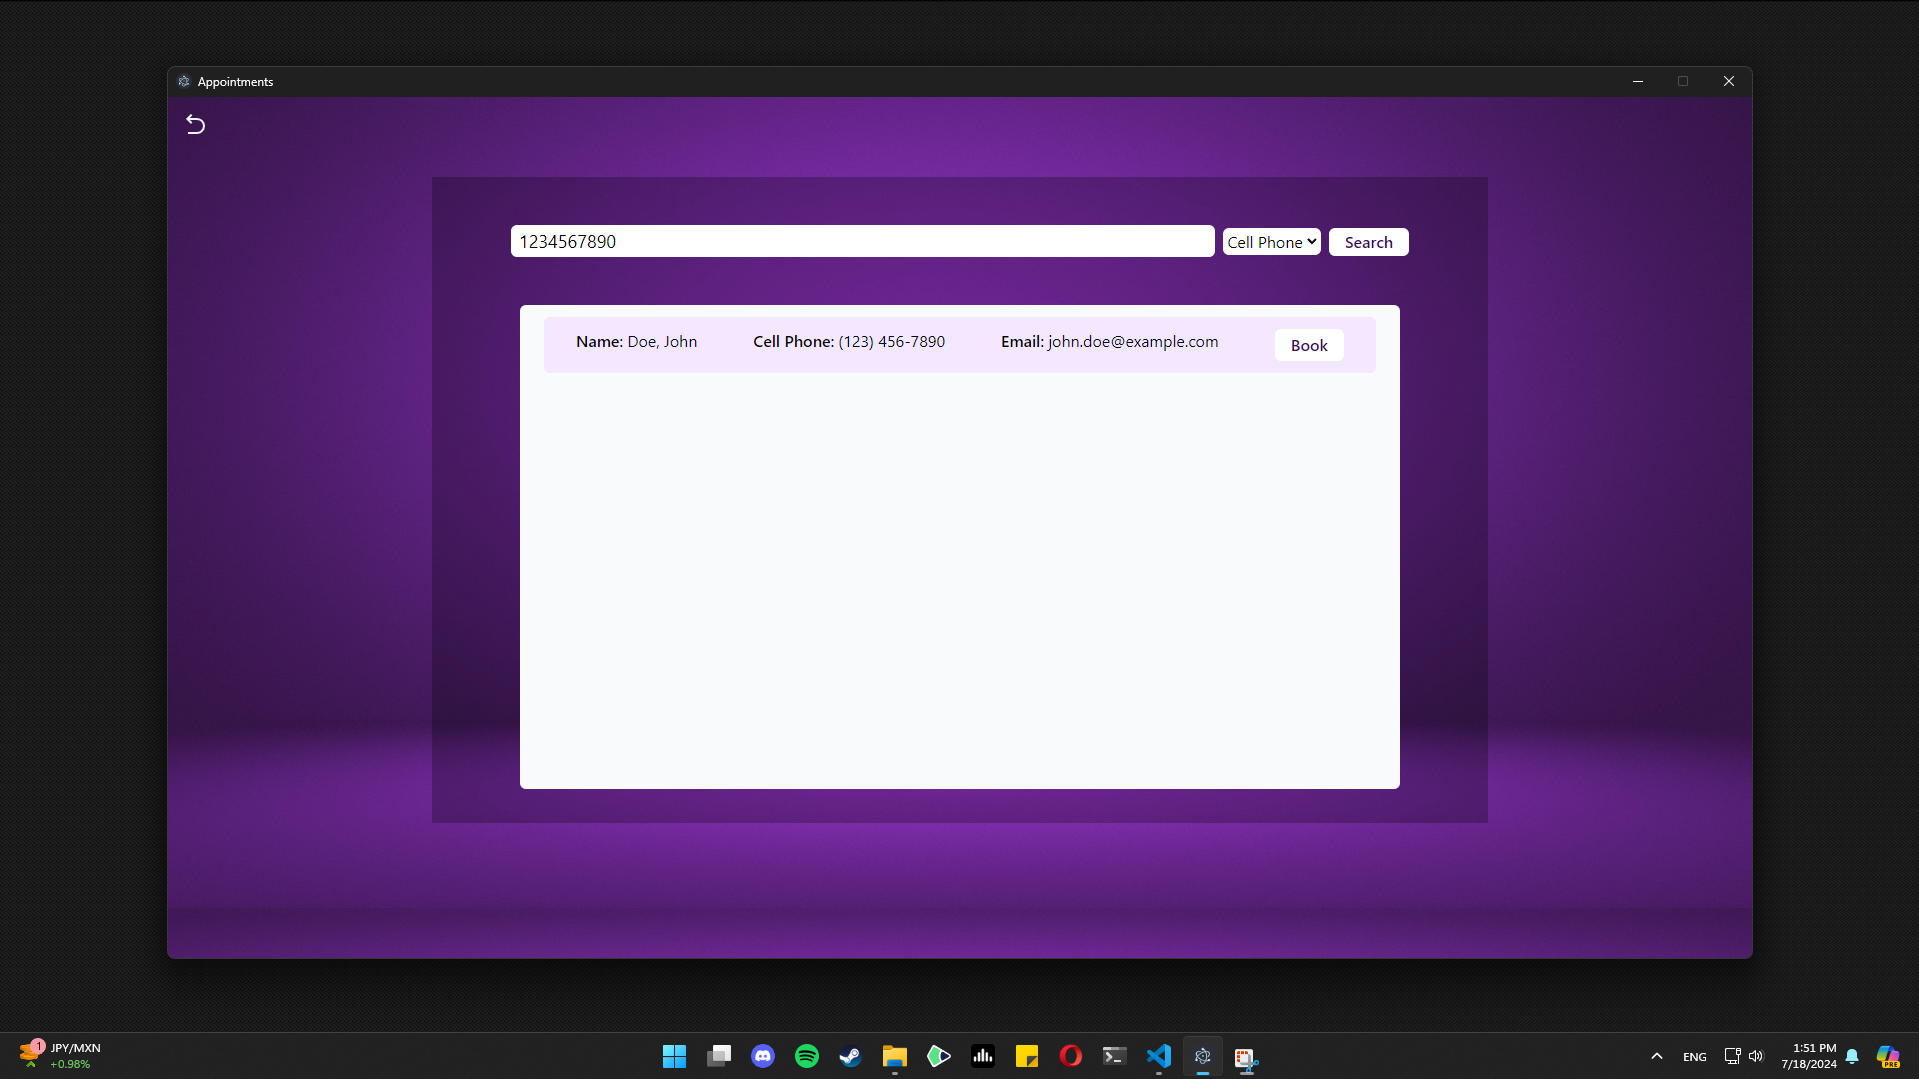 Appointments
1234567890 Cell Phone Search
Name: Doe, John Cell Phone: (123) 456-7890 Email: john.doe@example.com Book
1 JPY/MXN
+0.98%
ENG
1:51 PM
7/18/2024
PRE